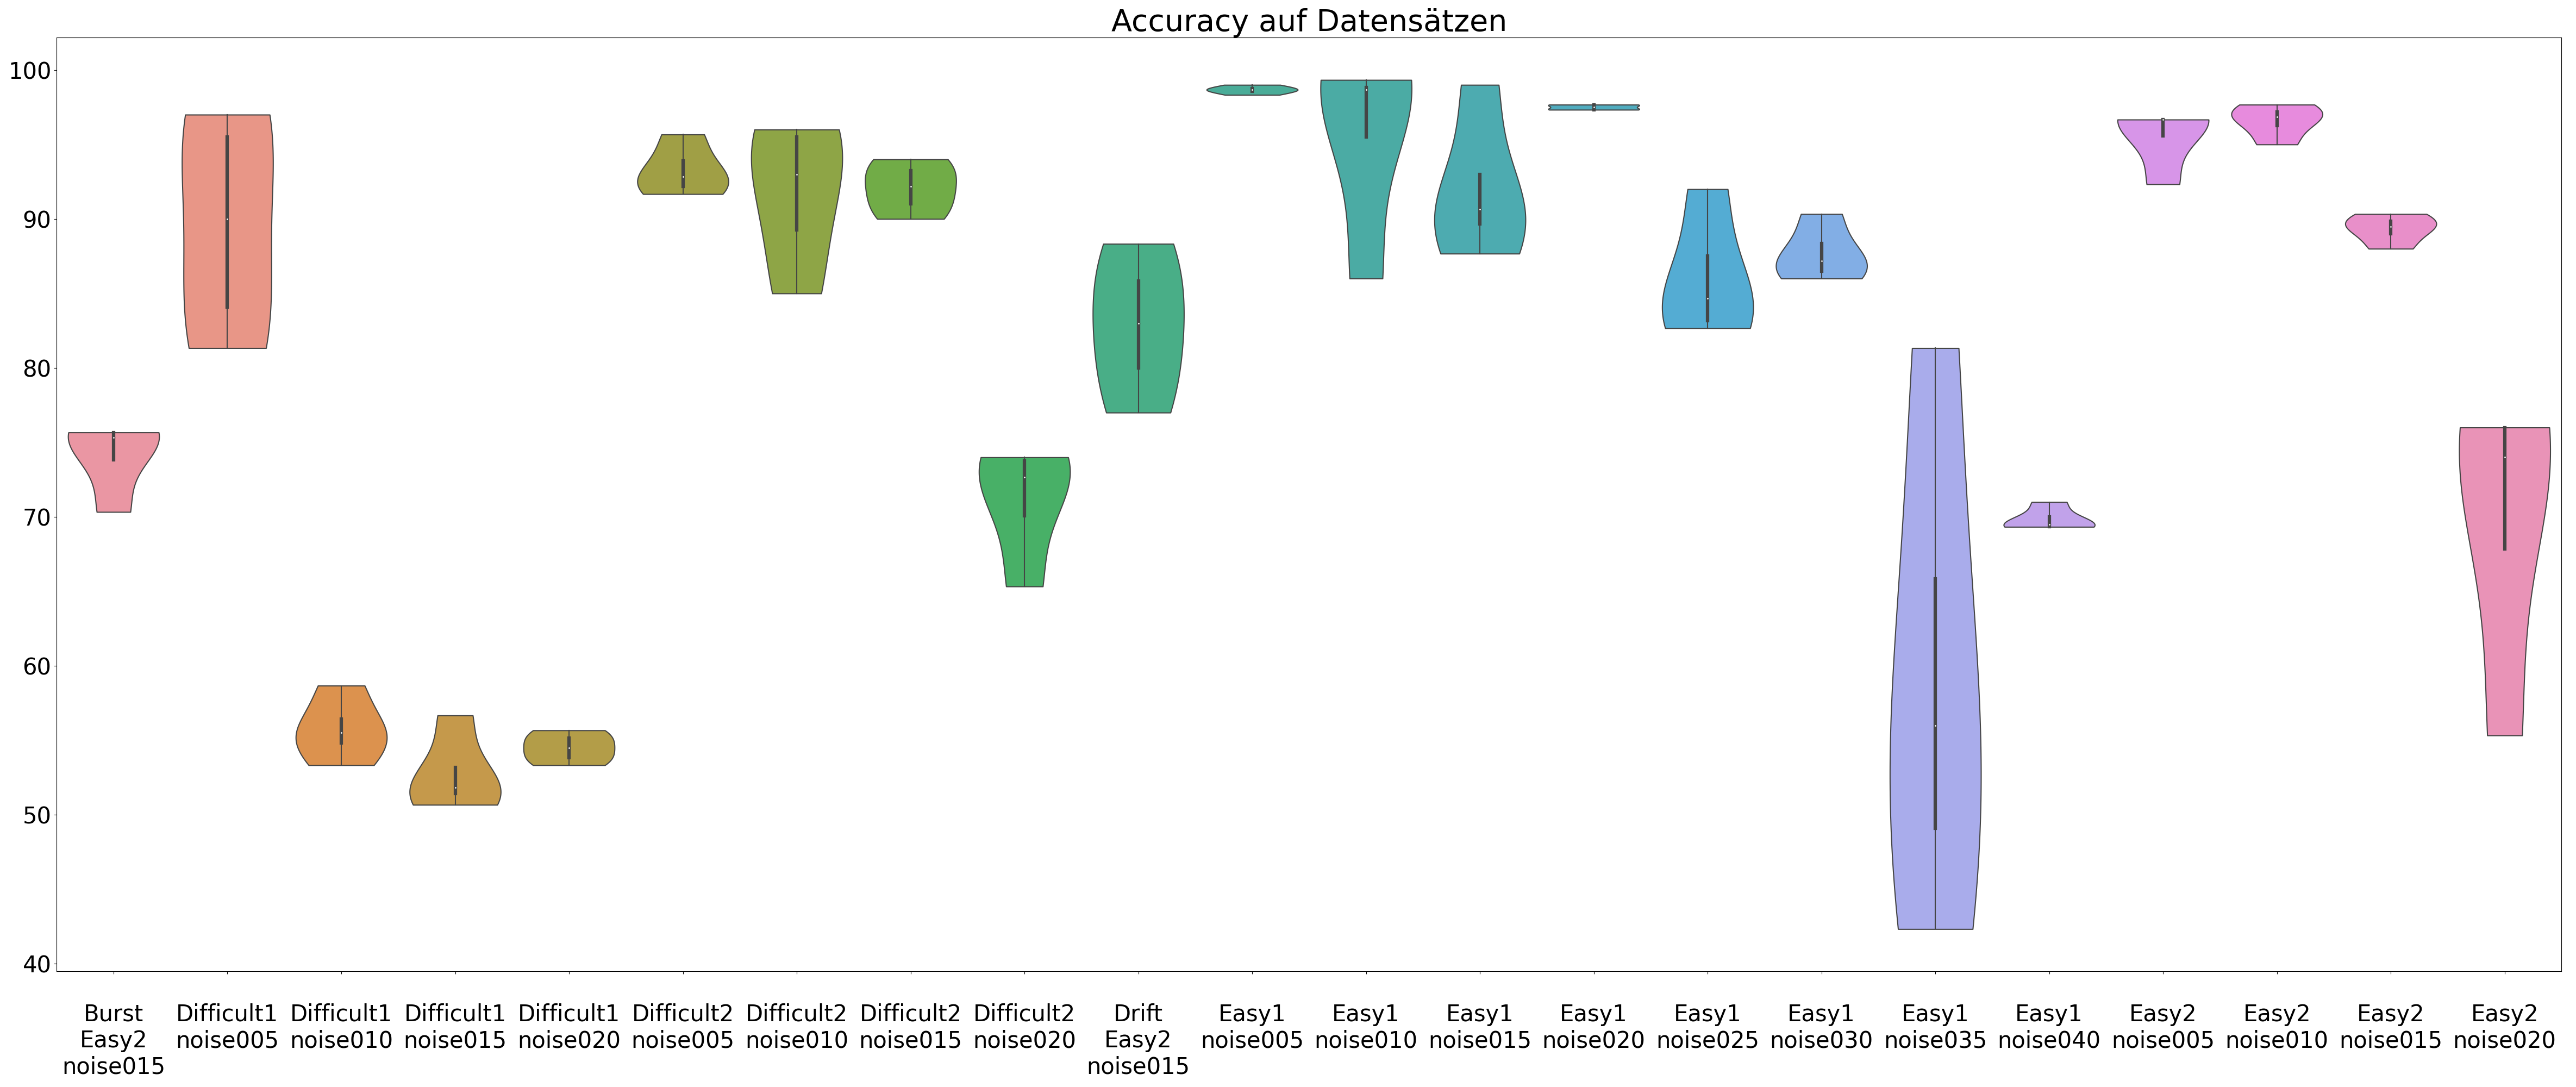 Accuracy auf Datensätzen
100
90
80
70
60
50
40
Burst
Easy2
noise015
Difficult1
noise005
Difficult1
noise010
Difficult1
noise015
Difficult1
noise020
Difficult2
noise005
Difficult2
noise010
Difficult2
noise015
Difficult2
noise020
Drift
Easy2
noise015
Easy1
noise005
Easy1
noise010
Easy1
noise015
Easy1
noise020
Easy1
noise025
Easy1
noise030
Easy1
noise035
Easy1
noise040
Easy2
noise005
Easy2
noise010
Easy2
noise015
Easy2
noise020